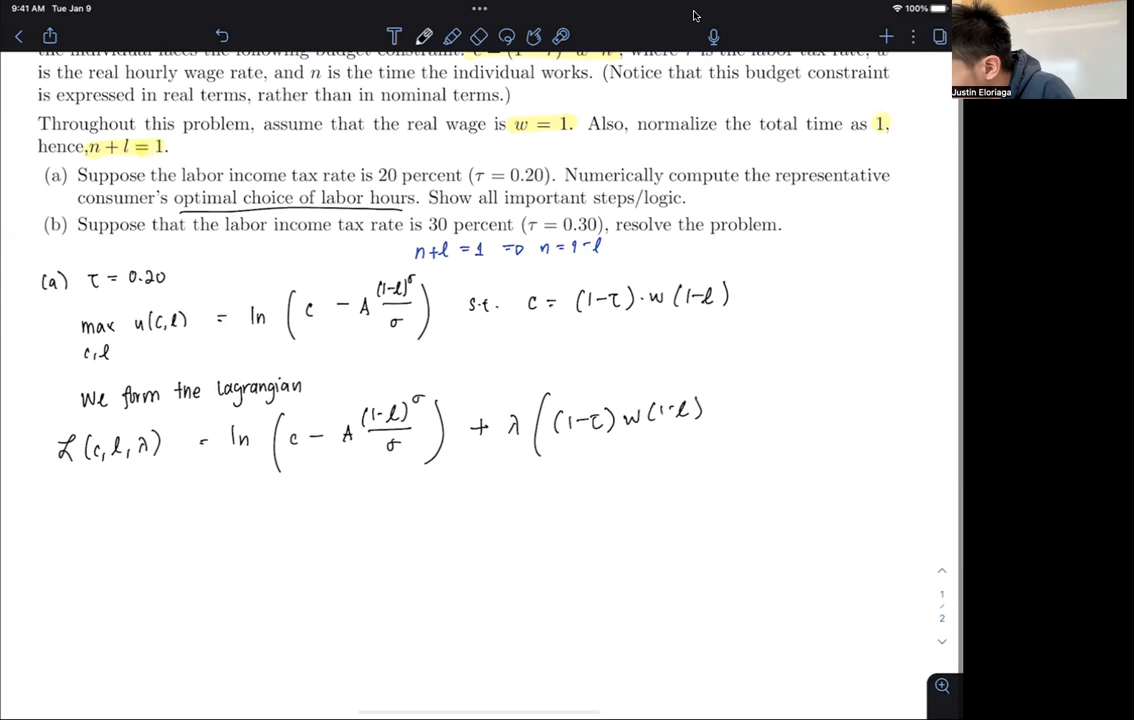 9:41 AM Tue Jan 9
100%
is the real hourly wage rate, and n is the time the individual works. (Notice that this budget constraint
is expressed in real terms, rather than in nominal terms.)
Throughout this problem, assume that the real wage is w = 1. Also, normalize the total time as 1,
hence,n + l = 1.
(a) Suppose the labor income tax rate is 20 percent (τ = 0.20). Numerically compute the representative
consumer's optimal choice of labor hours. Show all important steps/logic.
(b) Suppose that the labor income tax rate is 30 percent (τ = 0.30), resolve the problem.
n+l = 1 ⇒ n = 1-l
(a) τ = 0.20
max u(c,l) = ln ( c - A (1-l)^σ / σ ) s.t. c = (1-τ)·w (1-l)
c,l
We form the Lagrangian
ℒ(c,l,λ) = ln ( c - A (1-l)^σ / σ ) + λ ( (1-τ) w (1-l)
1
/
2
Justin Eloriaga